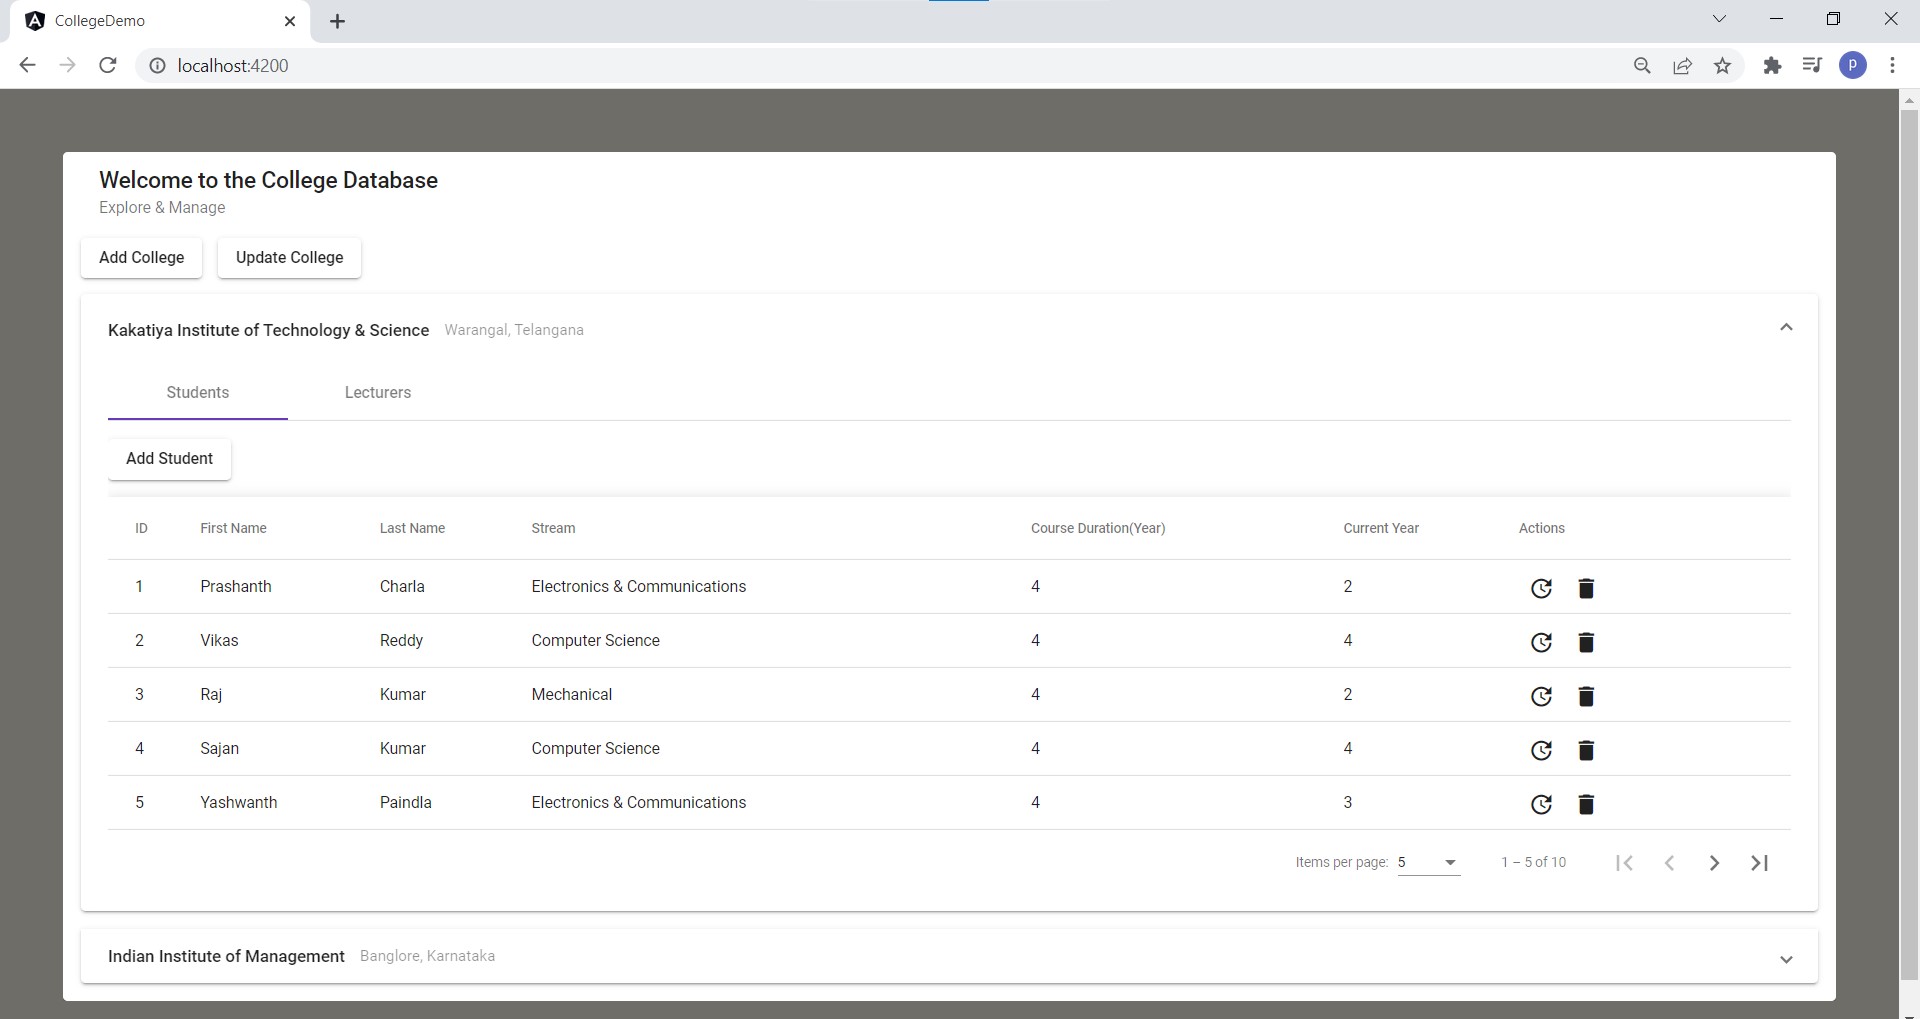 CollegeDemo
localhost:4200
P
Welcome to the College Database
Explore & Manage
Add College Update College
Kakatiya Institute of Technology & Science Warangal, Telangana
Students Lecturers
Add Student
ID First Name Last Name Stream Course Duration(Year) Current Year Actions
1 Prashanth Charla Electronics & Communications 4 2
2 Vikas Reddy Computer Science 4 4
3 Raj Kumar Mechanical 4 2
4 Sajan Kumar Computer Science 4 4
5 Yashwanth Paindla Electronics & Communications 4 3
Items per page: 5 1 – 5 of 10
Indian Institute of Management Banglore, Karnataka